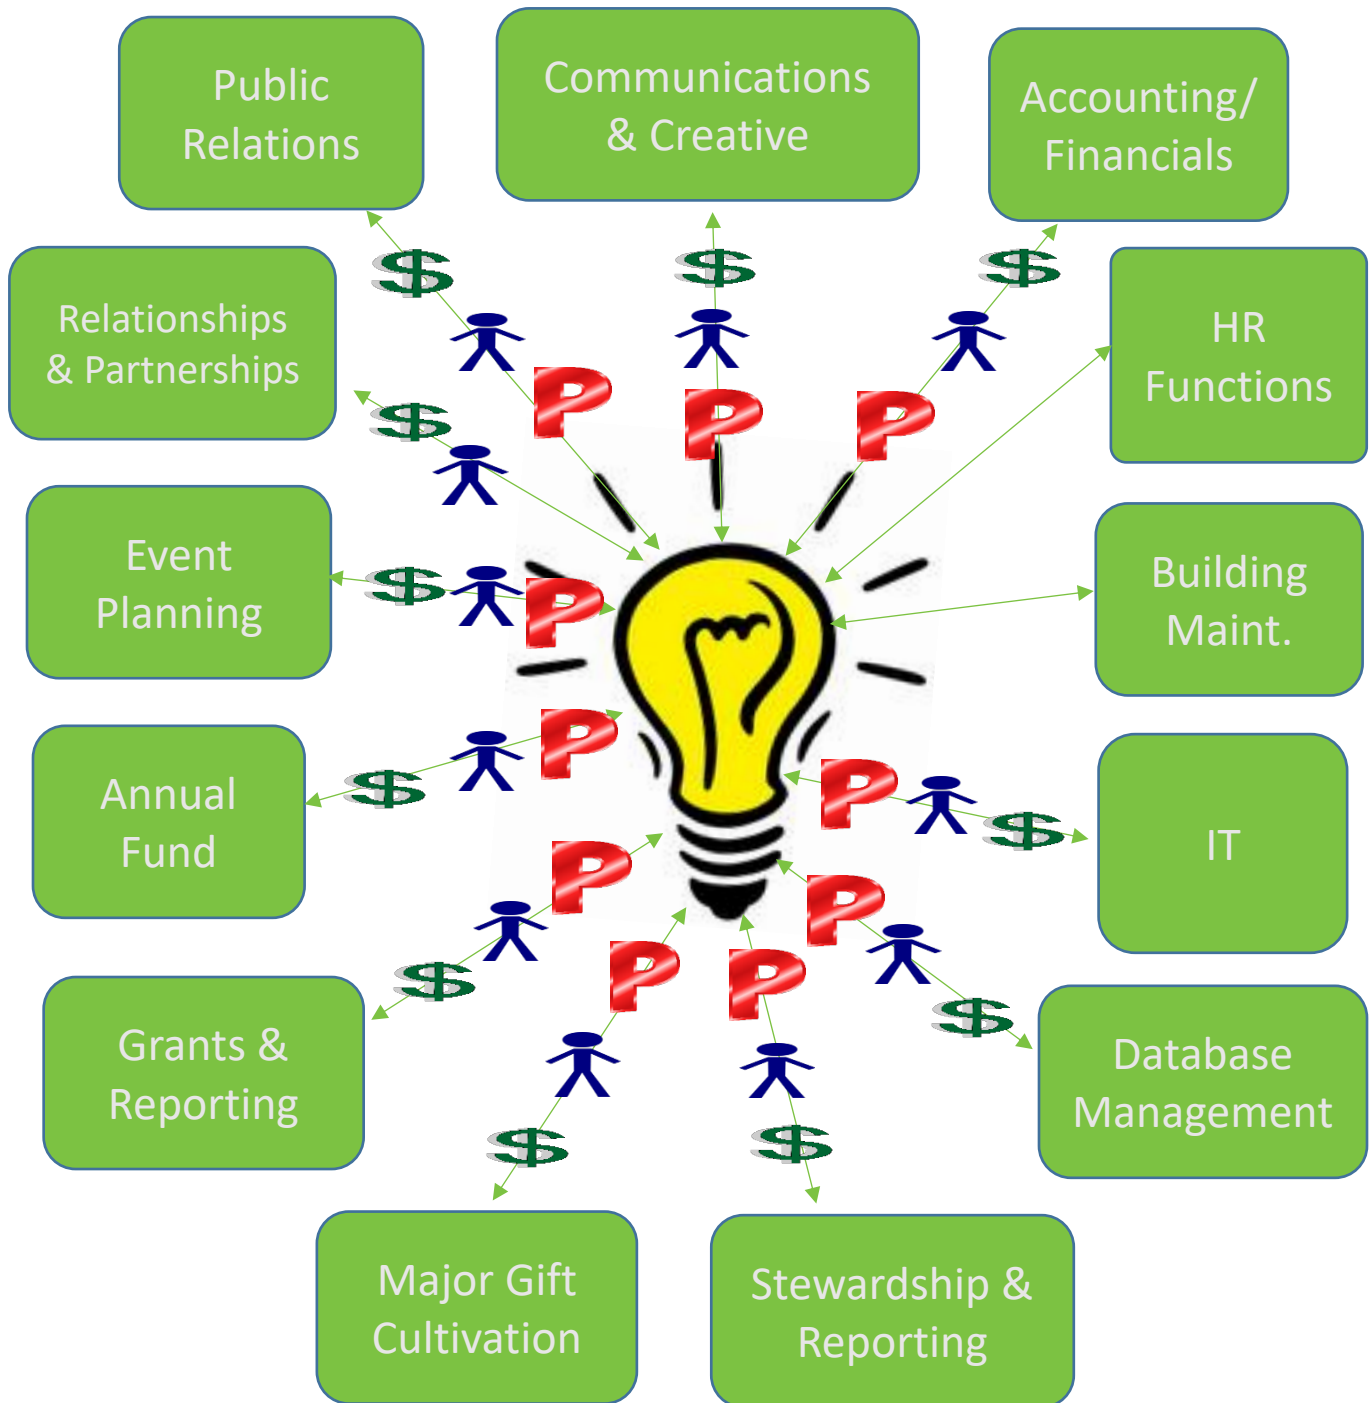 Public
Relations
Communications
& Creative
Accounting/
Financials
Relationships
& Partnerships
HR
Functions
Event
Planning
Building
Maint.
Annual
Fund
IT
Grants &
Reporting
Database
Management
Major Gift
Cultivation
Stewardship &
Reporting
$
$
$
$
$
$
$
$
$
$
$
P
P
P
P
P
P
P
P
P
P